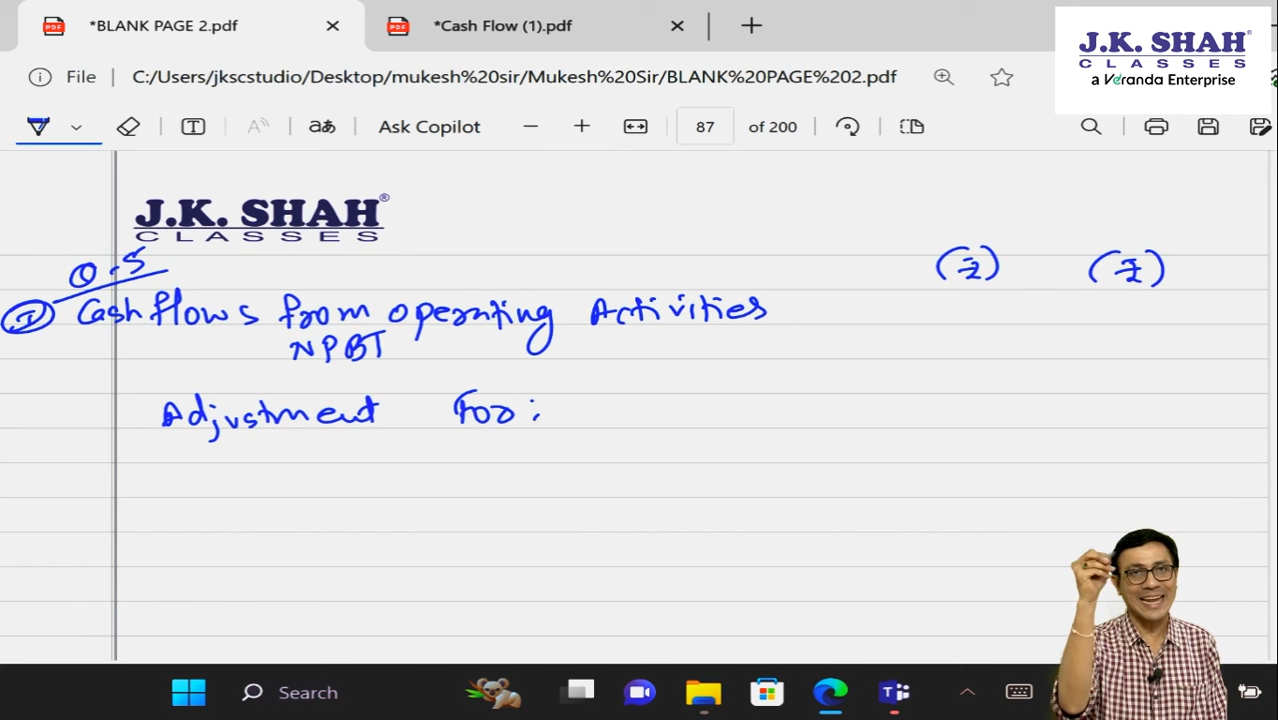 *BLANK PAGE 2.pdf
*Cash Flow (1).pdf
J.K. SHAH®
CLASSES
a Veranda Enterprise
File
C:/Users/jkscstudio/Desktop/mukesh%20sir/Mukesh%20Sir/BLANK%20PAGE%202.pdf
Ask Copilot
87 of 200
J.K. SHAH®
CLASSES
Q.5
(₹) (₹)
I Cash flows from operating Activities
NPBT
Adjustment For:
Search